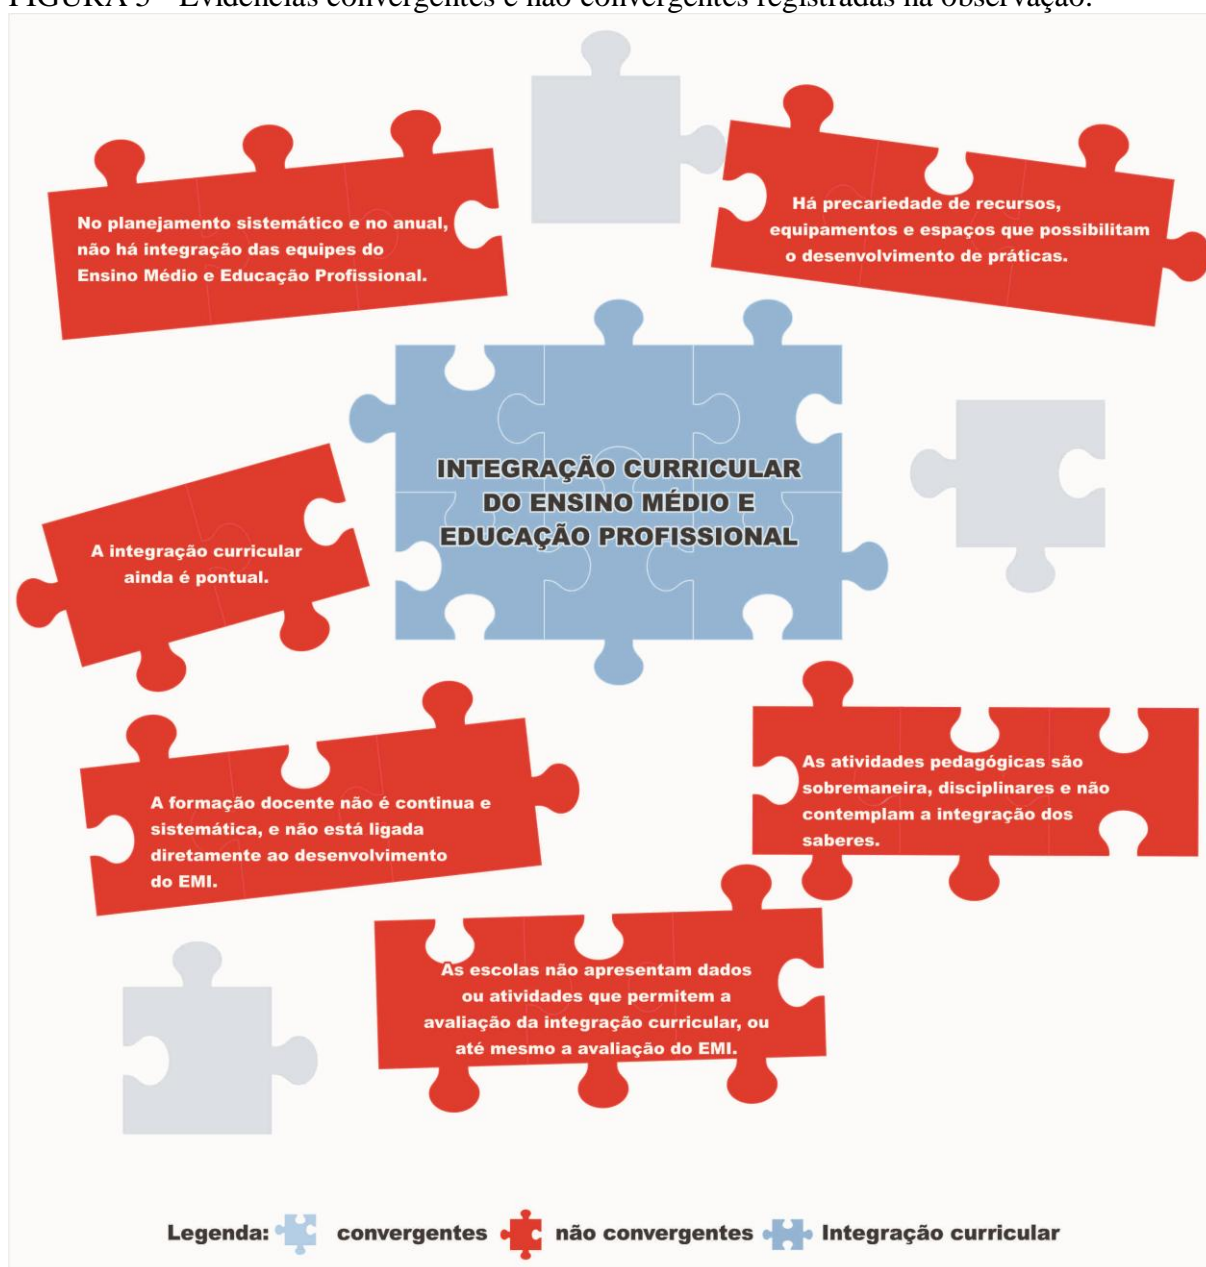 FIGURA 5 – Evidências convergentes e não convergentes registradas na observação.
No planejamento sistemático e no anual,
não há integração das equipes do
Ensino Médio e Educação Profissional.
Há precariedade de recursos,
equipamentos e espaços que possibilitam
o desenvolvimento de práticas.
INTEGRAÇÃO CURRICULAR
DO ENSINO MÉDIO E
EDUCAÇÃO PROFISSIONAL
A integração curricular
ainda é pontual.
A formação docente não é continua e
sistemática, e não está ligada
diretamente ao desenvolvimento
do EMI.
As atividades pedagógicas são
sobremaneira, disciplinares e não
contemplam a integração dos
saberes.
As escolas não apresentam dados
ou atividades que permitem a
avaliação da integração curricular, ou
até mesmo a avaliação do EMI.
Legenda: convergentes não convergentes Integração curricular